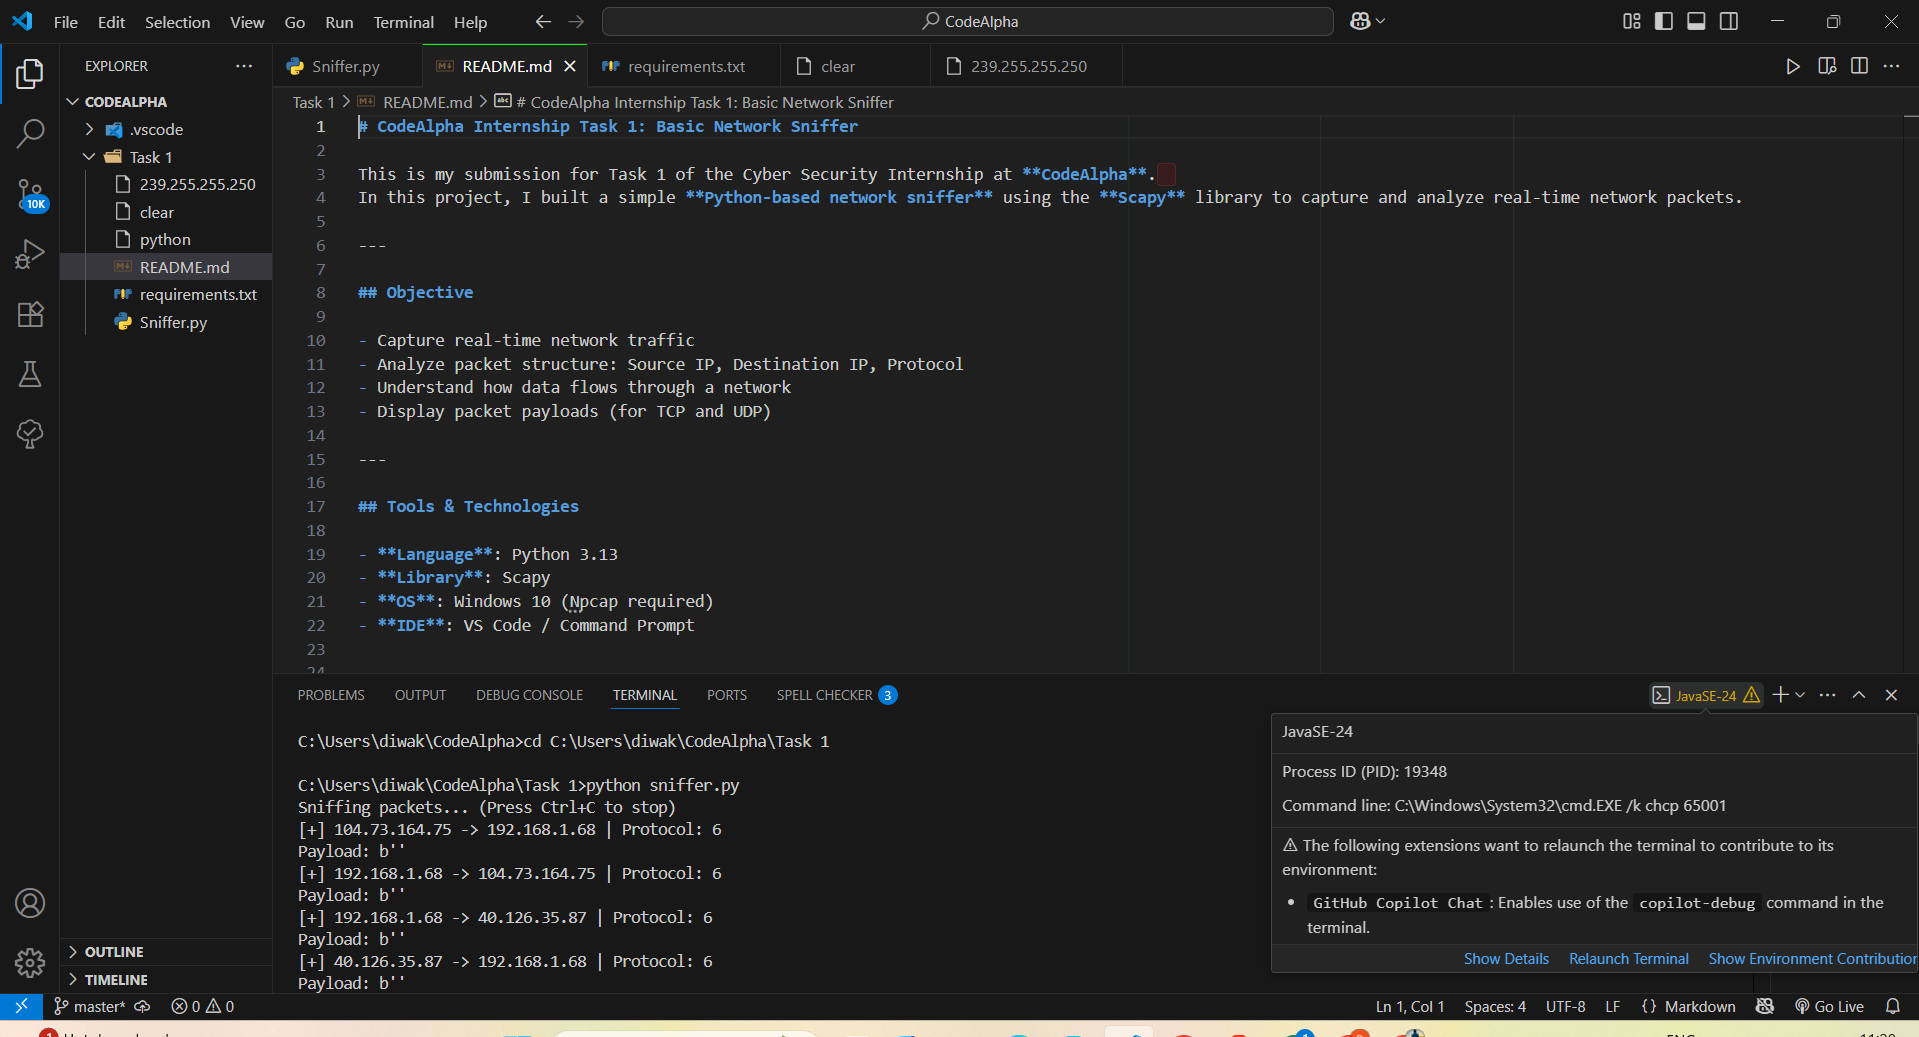 File Edit Selection View Go Run Terminal Help
CodeAlpha
EXPLORER
CODEALPHA
.vscode
Task 1
239.255.255.250
clear
python
README.md
requirements.txt
Sniffer.py
OUTLINE
TIMELINE
10K
Sniffer.py README.md requirements.txt clear 239.255.255.250
Task 1 > README.md > # CodeAlpha Internship Task 1: Basic Network Sniffer
1 # CodeAlpha Internship Task 1: Basic Network Sniffer
2
3 This is my submission for Task 1 of the Cyber Security Internship at **CodeAlpha**.
4 In this project, I built a simple **Python-based network sniffer** using the **Scapy** library to capture and analyze real-time network packets.
5
6 ---
7
8 ## Objective
9
10 - Capture real-time network traffic
11 - Analyze packet structure: Source IP, Destination IP, Protocol
12 - Understand how data flows through a network
13 - Display packet payloads (for TCP and UDP)
14
15 ---
16
17 ## Tools & Technologies
18
19 - **Language**: Python 3.13
20 - **Library**: Scapy
21 - **OS**: Windows 10 (Npcap required)
22 - **IDE**: VS Code / Command Prompt
23
24
PROBLEMS OUTPUT DEBUG CONSOLE TERMINAL PORTS SPELL CHECKER 3
JavaSE-24
C:\Users\diwak\CodeAlpha>cd C:\Users\diwak\CodeAlpha\Task 1
C:\Users\diwak\CodeAlpha\Task 1>python sniffer.py
Sniffing packets... (Press Ctrl+C to stop)
[+] 104.73.164.75 -> 192.168.1.68 | Protocol: 6
Payload: b''
[+] 192.168.1.68 -> 104.73.164.75 | Protocol: 6
Payload: b''
[+] 192.168.1.68 -> 40.126.35.87 | Protocol: 6
Payload: b''
[+] 40.126.35.87 -> 192.168.1.68 | Protocol: 6
Payload: b''
JavaSE-24
Process ID (PID): 19348
Command line: C:\Windows\System32\cmd.EXE /k chcp 65001
The following extensions want to relaunch the terminal to contribute to its
environment:
• GitHub Copilot Chat : Enables use of the copilot-debug command in the
terminal.
Show Details Relaunch Terminal Show Environment Contribution
master* 0 0
Ln 1, Col 1 Spaces: 4 UTF-8 LF {} Markdown Go Live